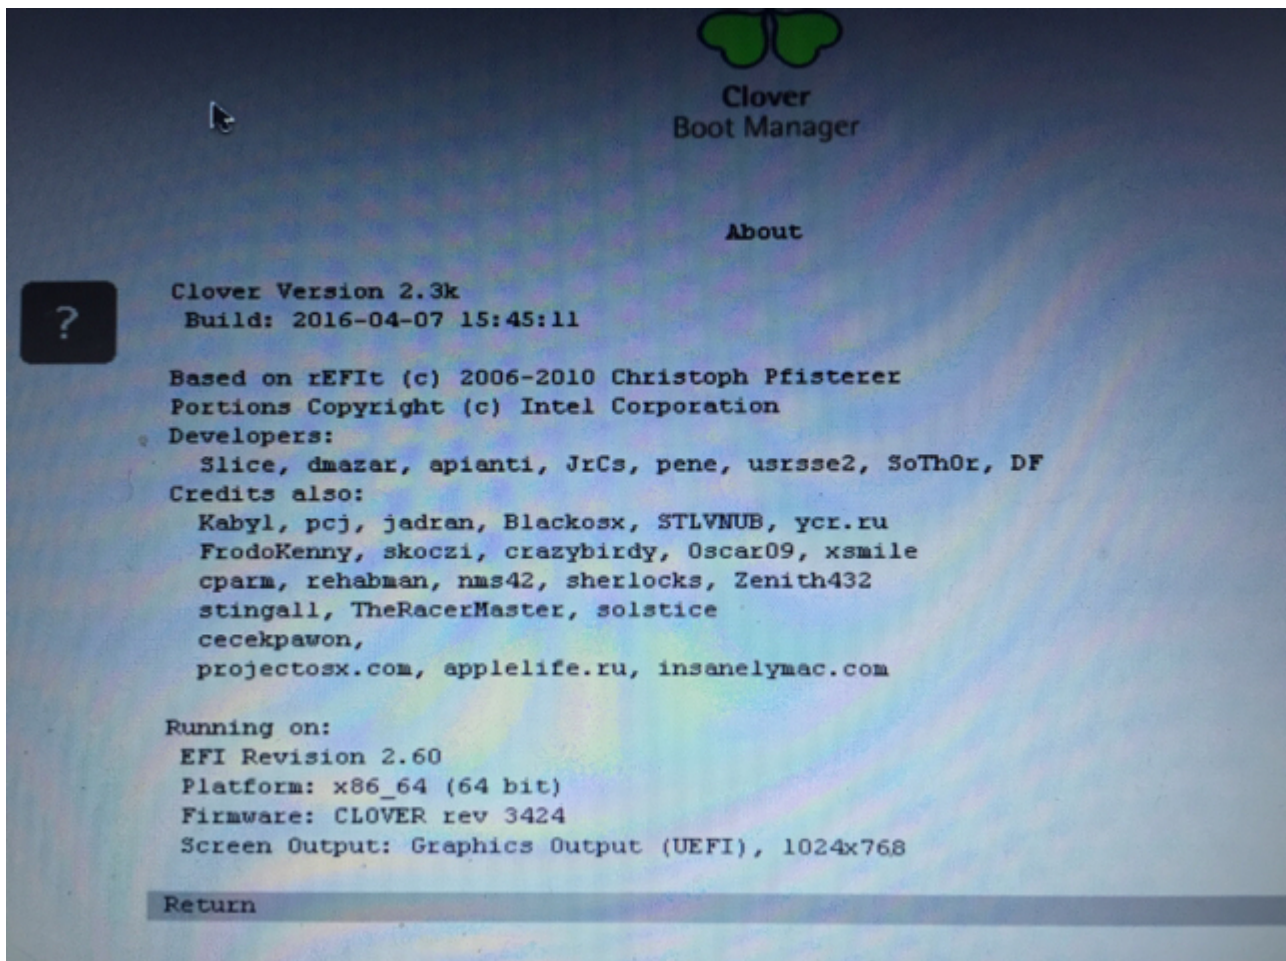 Clover
Boot Manager
About
?
Clover Version 2.3k
Build: 2016-04-07 15:45:11
Based on rEFIt (c) 2006-2010 Christoph Pfisterer
Portions Copyright (c) Intel Corporation
Developers:
Slice, dmazar, apianti, JrCs, pene, usrsse2, SoThOr, DF
Credits also:
Kabyl, pcj, jadran, Blackosx, STLVNUB, ycr.ru
FrodoKenny, skoczi, crazybirdy, Oscar09, xsmile
cparm, rehabman, nms42, sherlocks, Zenith432
stingall, TheRacerMaster, solstice
cecekpawon,
projectosx.com, applelife.ru, insanelymac.com
Running on:
EFI Revision 2.60
Platform: x86_64 (64 bit)
Firmware: CLOVER rev 3424
Screen Output: Graphics Output (UEFI), 1024x768
Return